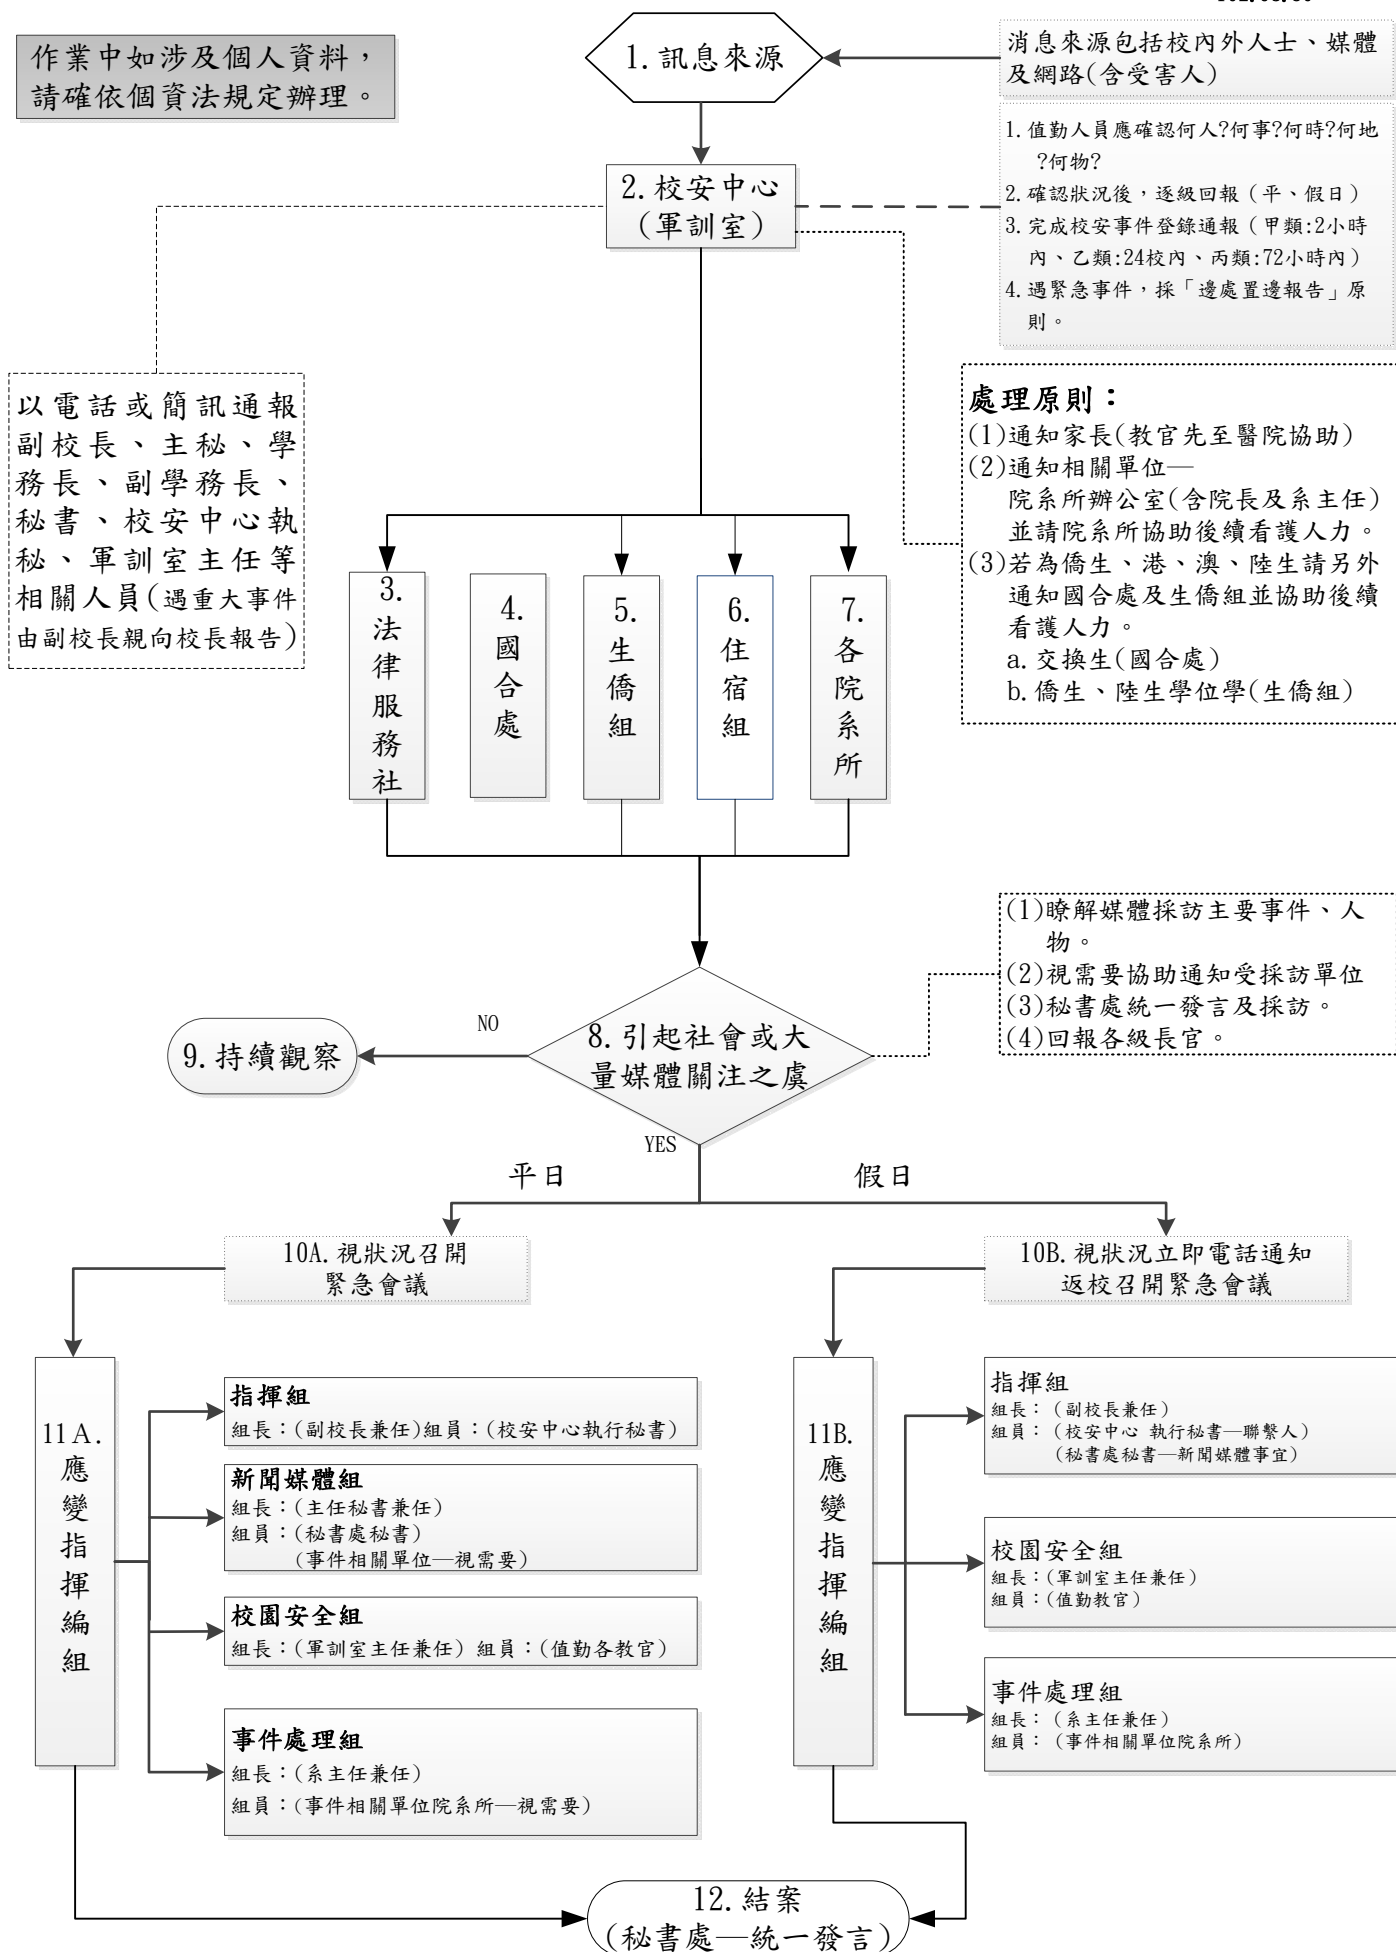 作業中如涉及個人資料，
請確依個資法規定辦理。
1.訊息來源
消息來源包括校內外人士、媒體
及網路(含受害人)
2.校安中心
(軍訓室)
1.值勤人員應確認何人?何事?何時?何地
?何物?
2.確認狀況後，逐級回報（平、假日）
3.完成校安事件登錄通報（甲類:2小時
內、乙類:24校內、丙類:72小時內）
4.遇緊急事件，採「邊處置邊報告」原
則。
以電話或簡訊通報
副校長、主秘、學
務長、副學務長、
秘書、校安中心執
秘、軍訓室主任等
相關人員(遇重大事件
由副校長親向校長報告)
處理原則：
(1)通知家長(教官先至醫院協助)
(2)通知相關單位—
院系所辦公室(含院長及系主任)
並請院系所協助後續看護人力。
(3)若為僑生、港、澳、陸生請另外
通知國合處及生僑組並協助後續
看護人力。
a.交換生(國合處)
b.僑生、陸生學位學(生僑組)
3.法律服務社
4.國合處
5.生僑組
6.住宿組
7.各院系所
(1)瞭解媒體採訪主要事件、人
物。
(2)視需要協助通知受採訪單位
(3)秘書處統一發言及採訪。
(4)回報各級長官。
8.引起社會或大
量媒體關注之虞
NO
9.持續觀察
YES
平日
假日
10A.視狀況召開
緊急會議
10B.視狀況立即電話通知
返校召開緊急會議
11A.應變指揮編組
指揮組
組長：(副校長兼任)組員：(校安中心執行秘書)
新聞媒體組
組長：(主任秘書兼任)
組員：(秘書處秘書)
(事件相關單位—視需要)
校園安全組
組長：(軍訓室主任兼任) 組員：(值勤各教官)
事件處理組
組長：(系主任兼任)
組員：(事件相關單位院系所—視需要)
11B.應變指揮編組
指揮組
組長：（副校長兼任）
組員：（校安中心 執行秘書—聯繫人）
（秘書處秘書—新聞媒體事宜）
校園安全組
組長：(軍訓室主任兼任)
組員：(值勤教官)
事件處理組
組長：（系主任兼任）
組員：（事件相關單位院系所）
12.結案
(秘書處—統一發言)